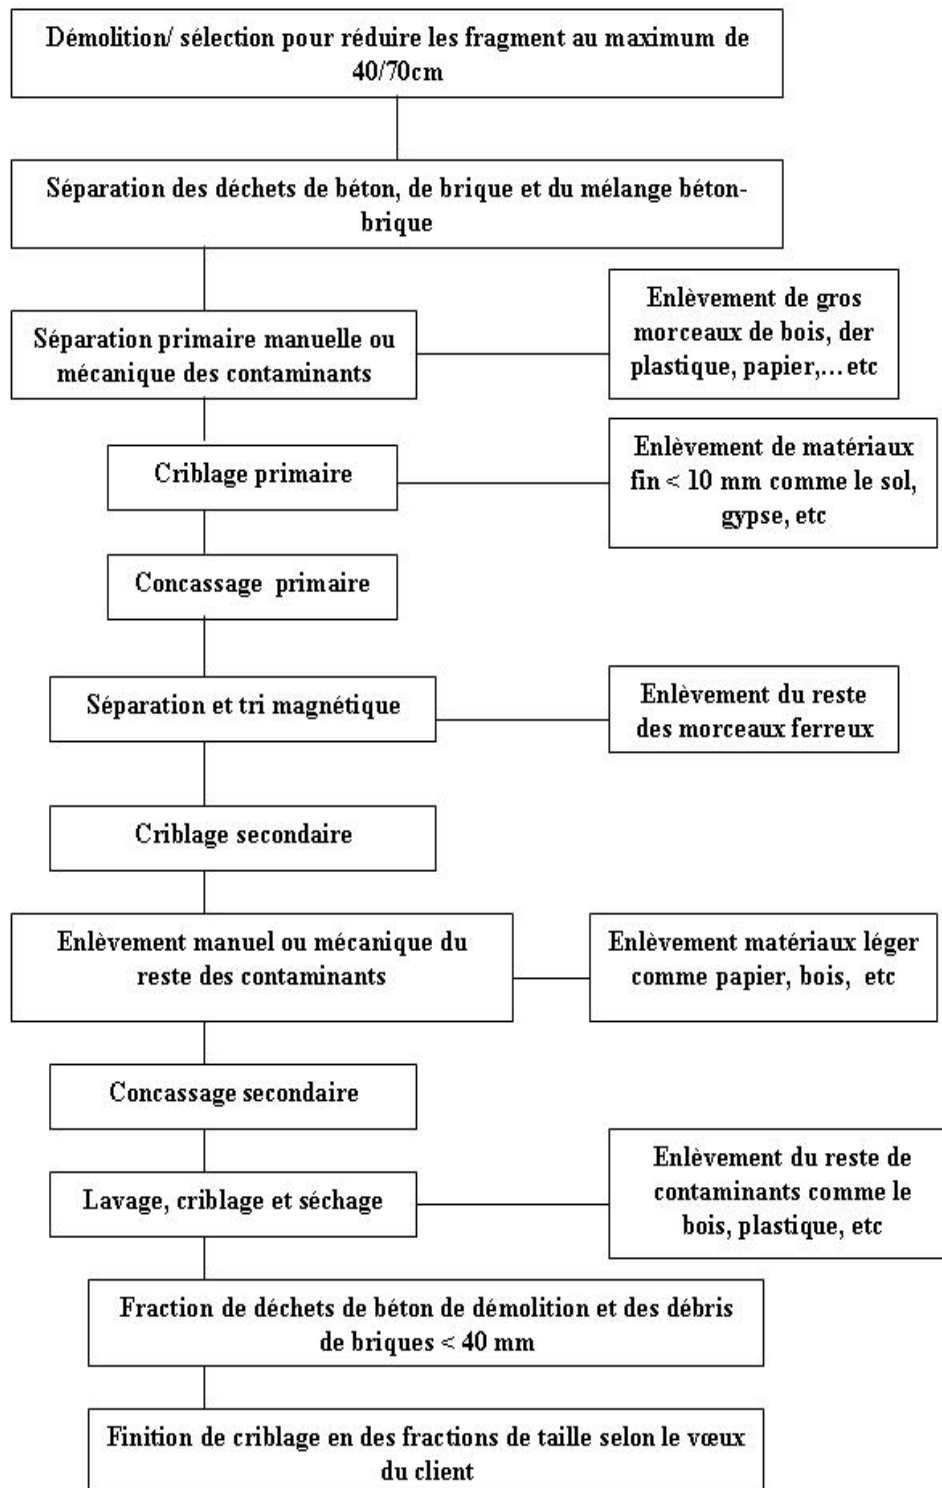 Démolition/ sélection pour réduire les fragment au maximum de
40/70cm
Séparation des déchets de béton, de brique et du mélange béton-
brique
Séparation primaire manuelle ou
mécanique des contaminants
Enlèvement de gros
morceaux de bois, der
plastique, papier,... etc
Criblage primaire
Enlèvement de matériaux
fin < 10 mm comme le sol,
gypse, etc
Concassage primaire
Séparation et tri magnétique
Enlèvement du reste
des morceaux ferreux
Criblage secondaire
Enlèvement manuel ou mécanique du
reste des contaminants
Enlèvement matériaux léger
comme papier, bois, etc
Concassage secondaire
Lavage, criblage et séchage
Enlèvement du reste de
contaminants comme le
bois, plastique, etc
Fraction de déchets de béton de démolition et des débris
de briques < 40 mm
Finition de criblage en des fractions de taille selon le vœux
du client